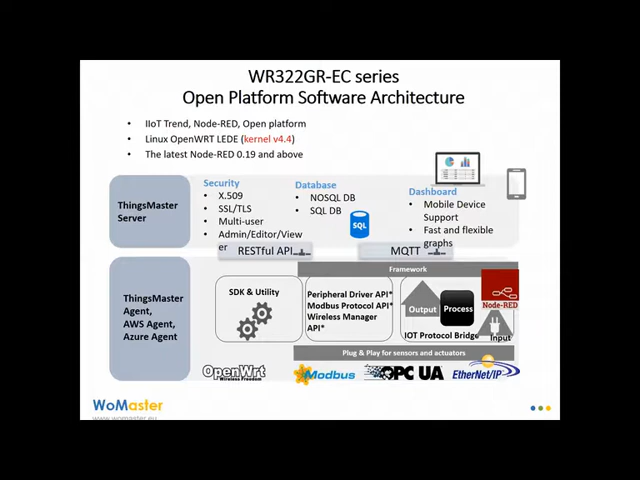 WR322GR-EC series
Open Platform Software Architecture
• IIoT Trend, Node-RED, Open platform
• Linux OpenWRT LEDE (kernel v4.4)
• The latest Node-RED 0.19 and above
ThingsMaster
Server
Security
• X.509
• SSL/TLS
• Multi-user
• Admin/Editor/View
er
Database
• NOSQL DB
• SQL DB
SQL
Dashboard
• Mobile Device
Support
• Fast and flexible
graphs
RESTful API
MQTT
ThingsMaster
Agent,
AWS Agent,
Azure Agent
Framework
SDK & Utility
Peripheral Driver API*
Modbus Protocol API*
Wireless Manager
API*
Output
Process
Node-RED
IOT Protocol Bridge
Input
Plug & Play for sensors and actuators
OpenWrt
Wireless Freedom
Modbus
OPC UA
EtherNet/IP
WoMaster
www.womaster.eu